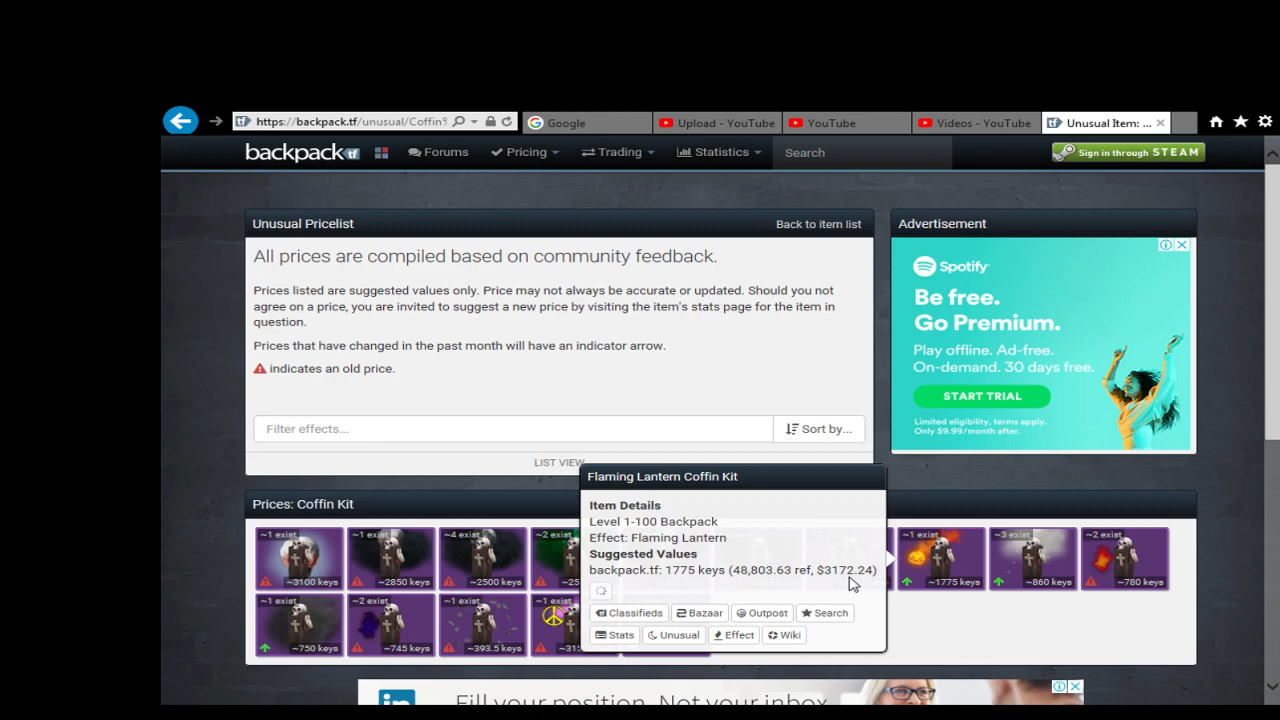 https://backpack.tf/unusual/Coffin%
Google
Upload - YouTube
YouTube
Videos - YouTube
Unusual Item: ...
backpack tf
Forums
Pricing
Trading
Statistics
Search
Sign in through STEAM
Unusual Pricelist
Back to item list
All prices are compiled based on community feedback.
Prices listed are suggested values only. Price may not always be accurate or updated. Should you not
agree on a price, you are invited to suggest a new price by visiting the item's stats page for the item in
question.
Prices that have changed in the past month will have an indicator arrow.
indicates an old price.
Filter effects...
Sort by...
LIST VIEW
Advertisement
Spotify
Be free.
Go Premium.
Play offline. Ad-free.
On-demand. 30 days free.
START TRIAL
Limited eligibility, terms apply.
Only $9.99/month after.
Prices: Coffin Kit
Flaming Lantern Coffin Kit
Item Details
Level 1-100 Backpack
Effect: Flaming Lantern
Suggested Values
backpack.tf: 1775 keys (48,803.63 ref, $3172.24)
Classifieds
Bazaar
Outpost
Search
Stats
Unusual
Effect
Wiki
~1 exist
~1 exist
~4 exist
~2 exist
~1 exist
~3 exist
~2 exist
~3100 keys
~2850 keys
~2500 keys
~1775 keys
~860 keys
~780 keys
~1 exist
~2 exist
~1 exist
~1 exist
~750 keys
~745 keys
~393.5 keys
Fill your position. Not your inbox.